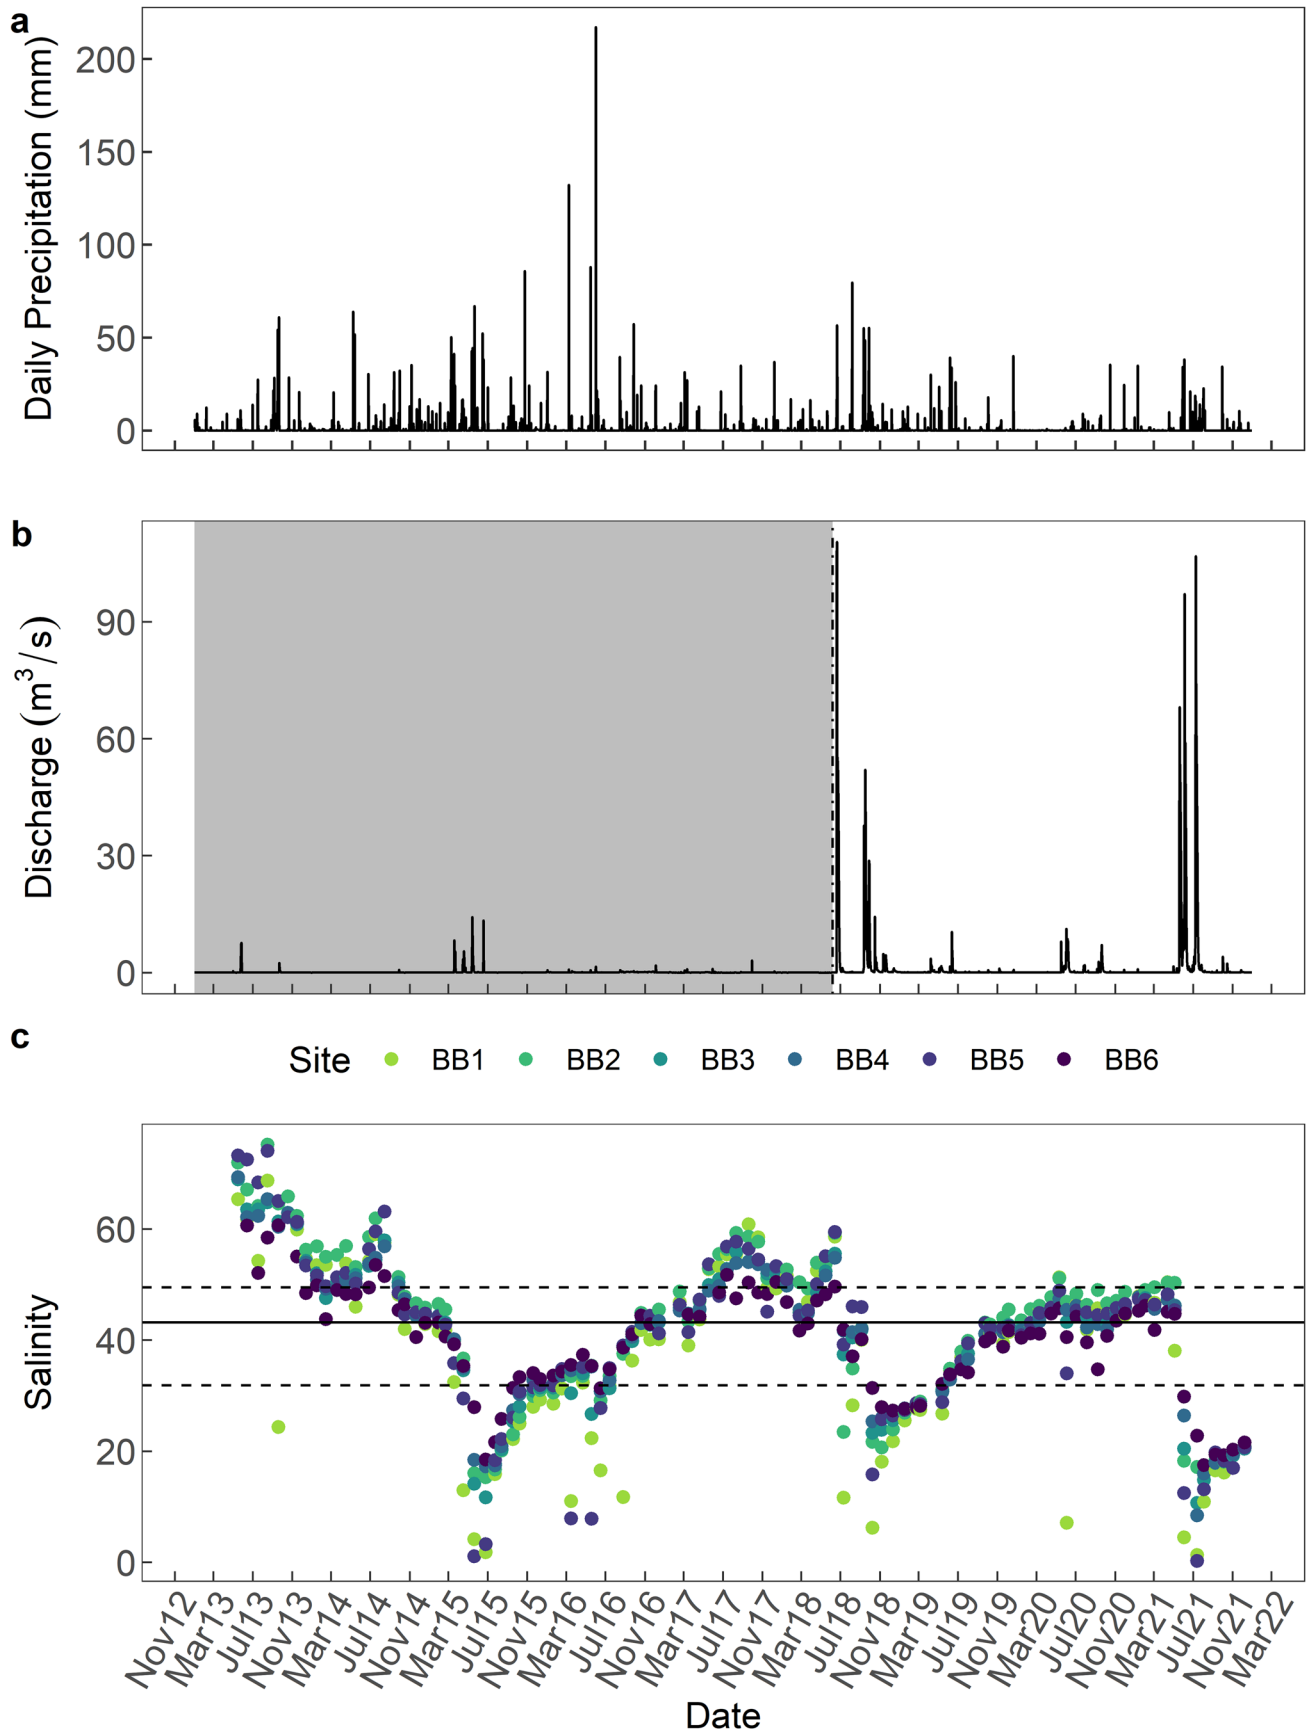 a
Daily Precipitation (mm)
200
150
100
50
0
b
Discharge (m³/s)
90
60
30
0
c
Site BB1 BB2 BB3 BB4 BB5 BB6
Salinity
60
40
20
0
Nov12 Mar13 Jul13 Nov13 Mar14 Jul14 Nov14 Mar15 Jul15 Nov15 Mar16 Jul16 Nov16 Mar17 Jul17 Nov17 Mar18 Jul18 Nov18 Mar19 Jul19 Nov19 Mar20 Jul20 Nov20 Mar21 Jul21 Nov21 Mar22
Date